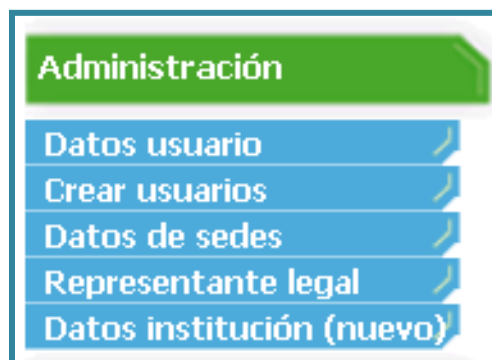 Administración
Datos usuario
Crear usuarios
Datos de sedes
Representante legal
Datos institución (nuevo)